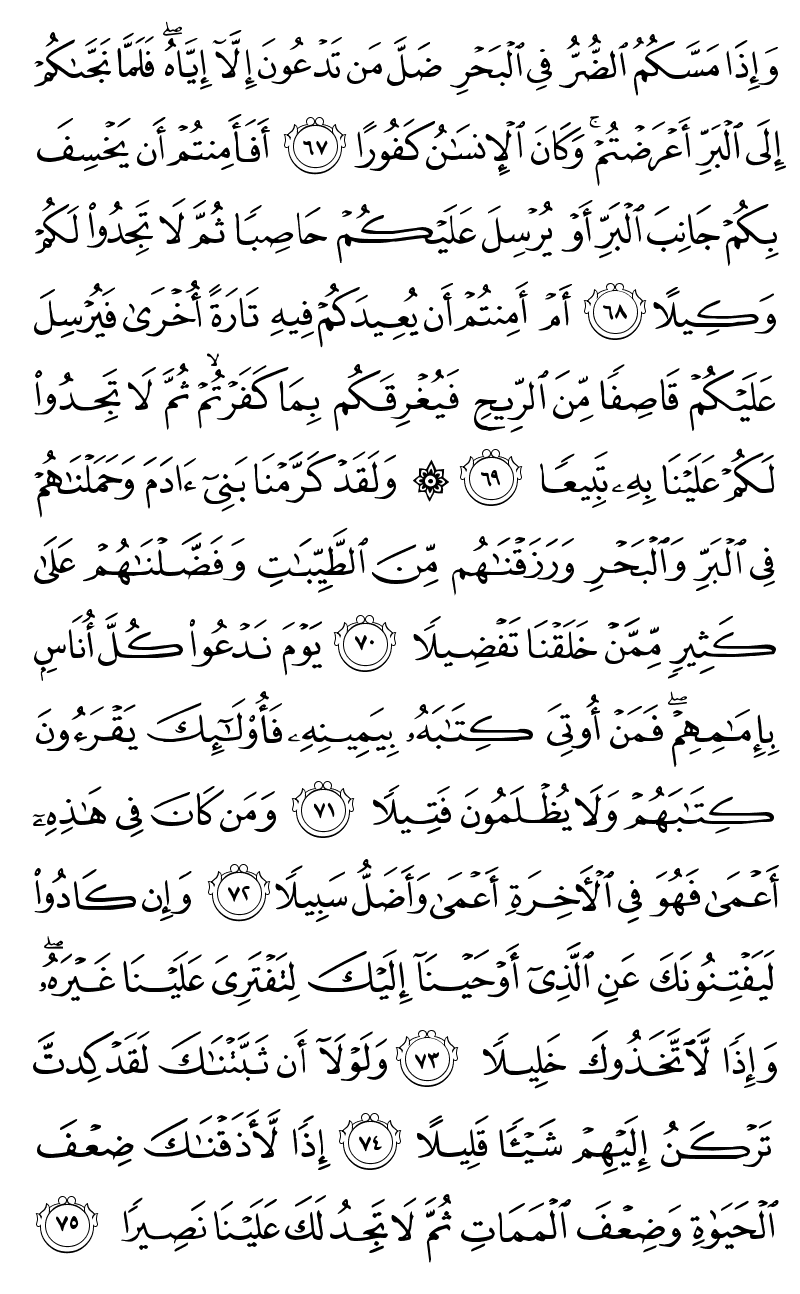 وَإِذَا مَسَّكُمُ ٱلضُّرُّ فِى ٱلْبَحْرِ ضَلَّ مَن تَدْعُونَ إِلَّآ إِيَّاهُ ۖ فَلَمَّا نَجَّىٰكُمْ
إِلَى ٱلْبَرِّ أَعْرَضْتُمْ ۚ وَكَانَ ٱلْإِنسَـٰنُ كَفُورًا ٦٧ أَفَأَمِنتُمْ أَن يَخْسِفَ
بِكُمْ جَانِبَ ٱلْبَرِّ أَوْ يُرْسِلَ عَلَيْكُمْ حَاصِبًا ثُمَّ لَا تَجِدُوا۟ لَكُمْ
وَكِيلًا ٦٨ أَمْ أَمِنتُمْ أَن يُعِيدَكُمْ فِيهِ تَارَةً أُخْرَىٰ فَيُرْسِلَ
عَلَيْكُمْ قَاصِفًا مِّنَ ٱلرِّيحِ فَيُغْرِقَكُم بِمَا كَفَرْتُمْ ۙ ثُمَّ لَا تَجِدُوا۟
لَكُمْ عَلَيْنَا بِهِۦ تَبِيعًا ٦٩ ۞ وَلَقَدْ كَرَّمْنَا بَنِىٓ ءَادَمَ وَحَمَلْنَـٰهُمْ
فِى ٱلْبَرِّ وَٱلْبَحْرِ وَرَزَقْنَـٰهُم مِّنَ ٱلطَّيِّبَـٰتِ وَفَضَّلْنَـٰهُمْ عَلَىٰ
كَثِيرٍ مِّمَّنْ خَلَقْنَا تَفْضِيلًا ٧٠ يَوْمَ نَدْعُوا۟ كُلَّ أُنَاسٍۭ
بِإِمَـٰمِهِمْ ۖ فَمَنْ أُوتِىَ كِتَـٰبَهُۥ بِيَمِينِهِۦ فَأُو۟لَـٰٓئِكَ يَقْرَءُونَ
كِتَـٰبَهُمْ وَلَا يُظْلَمُونَ فَتِيلًا ٧١ وَمَن كَانَ فِى هَـٰذِهِۦٓ
أَعْمَىٰ فَهُوَ فِى ٱلْـَٔاخِرَةِ أَعْمَىٰ وَأَضَلُّ سَبِيلًا ٧٢ وَإِن كَادُوا۟
لَيَفْتِنُونَكَ عَنِ ٱلَّذِىٓ أَوْحَيْنَآ إِلَيْكَ لِتَفْتَرِىَ عَلَيْنَا غَيْرَهُۥ ۖ
وَإِذًا لَّٱتَّخَذُوكَ خَلِيلًا ٧٣ وَلَوْلَآ أَن ثَبَّتْنَـٰكَ لَقَدْ كِدتَّ
تَرْكَنُ إِلَيْهِمْ شَيْـًٔا قَلِيلًا ٧٤ إِذًا لَّأَذَقْنَـٰكَ ضِعْفَ
ٱلْحَيَوٰةِ وَضِعْفَ ٱلْمَمَاتِ ثُمَّ لَا تَجِدُ لَكَ عَلَيْنَا نَصِيرًا ٧٥